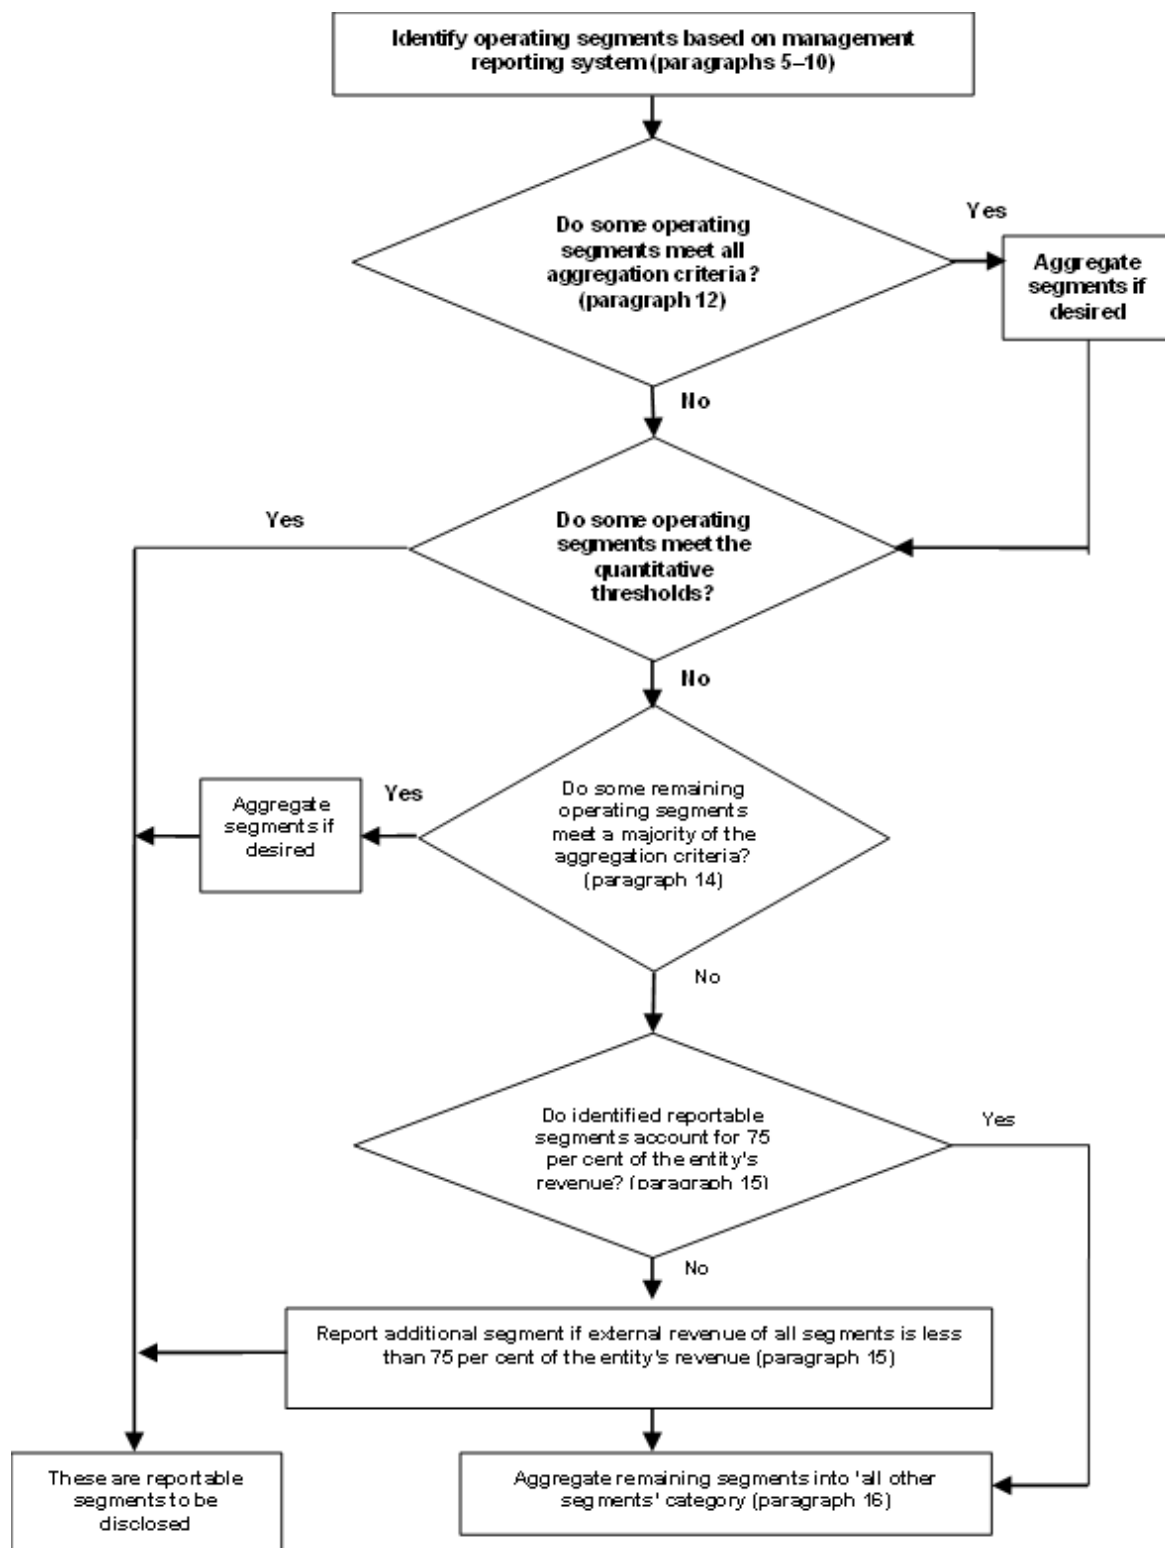 Identify operating segments based on management
reporting system (paragraphs 5–10)
Do some operating
segments meet all
aggregation criteria?
(paragraph 12)
Yes
Aggregate
segments if
desired
No
Yes
Do some operating
segments meet the
quantitative
thresholds?
No
Do some remaining
operating segments
meet a majority of the
aggregation criteria?
(paragraph 14)
Yes
Aggregate
segments if
desired
No
Do identified reportable
segments account for 75
per cent of the entity's
revenue? (paragraph 15)
Yes
No
Report additional segment if external revenue of all segments is less
than 75 per cent of the entity's revenue (paragraph 15)
These are reportable
segments to be
disclosed
Aggregate remaining segments into 'all other
segments' category (paragraph 16)